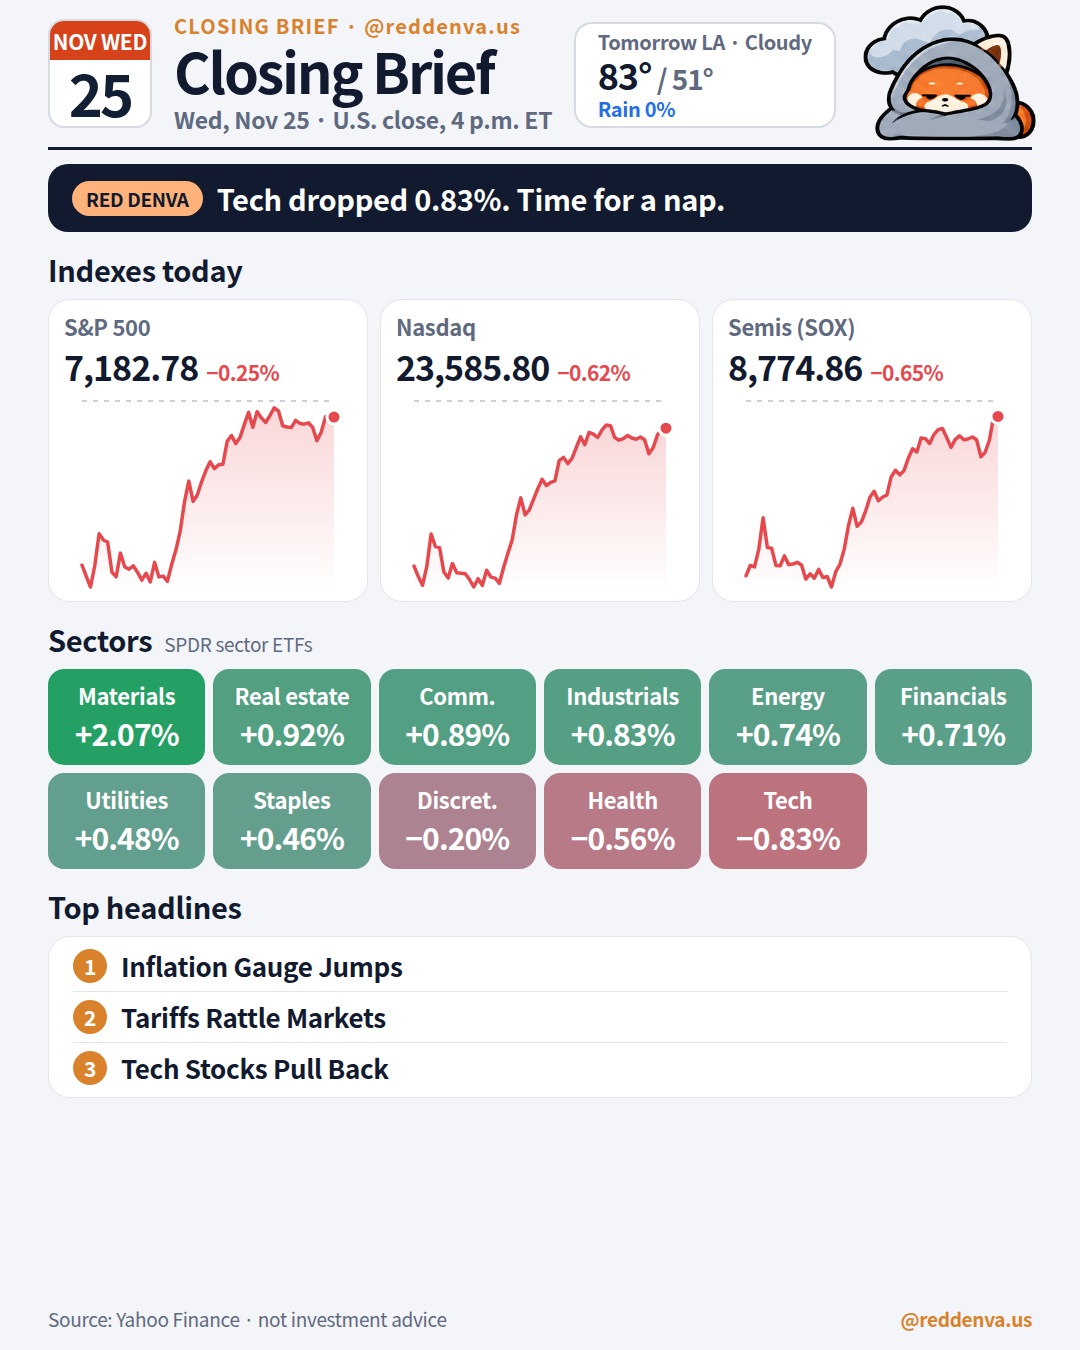 NOV WED
25
CLOSING BRIEF · @reddenva.us
Closing Brief
Wed, Nov 25 · U.S. close, 4 p.m. ET
Tomorrow LA · Cloudy
83° / 51°
Rain 0%
RED DENVA Tech dropped 0.83%. Time for a nap.
Indexes today
S&P 500
7,182.78 −0.25%
Nasdaq
23,585.80 −0.62%
Semis (SOX)
8,774.86 −0.65%
Sectors SPDR sector ETFs
Materials
+2.07%
Real estate
+0.92%
Comm.
+0.89%
Industrials
+0.83%
Energy
+0.74%
Financials
+0.71%
Utilities
+0.48%
Staples
+0.46%
Discret.
−0.20%
Health
−0.56%
Tech
−0.83%
Top headlines
1 Inflation Gauge Jumps
2 Tariffs Rattle Markets
3 Tech Stocks Pull Back
Source: Yahoo Finance · not investment advice
@reddenva.us